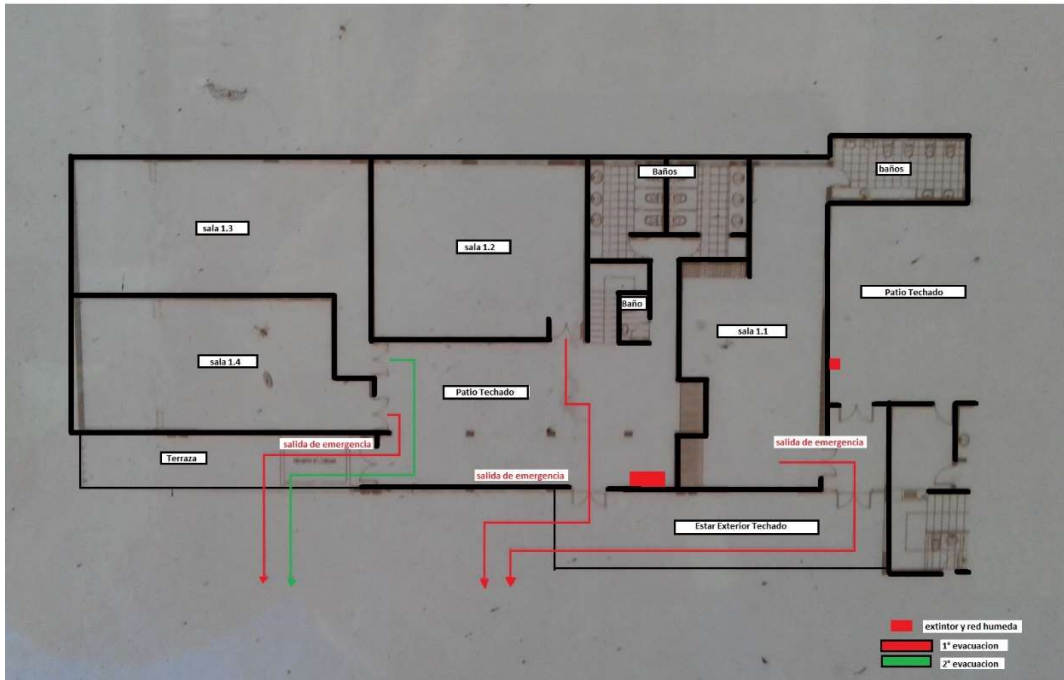 baños
Baños
sala 1.3
sala 1.2
Patio Techado
Baño
sala 1.1
sala 1.4
Patio Techado
salida de emergencia
salida de emergencia
Terraza
salida de emergencia
Estar Exterior Techado
extintor y red humeda
1° evacuacion
2° evacuacion